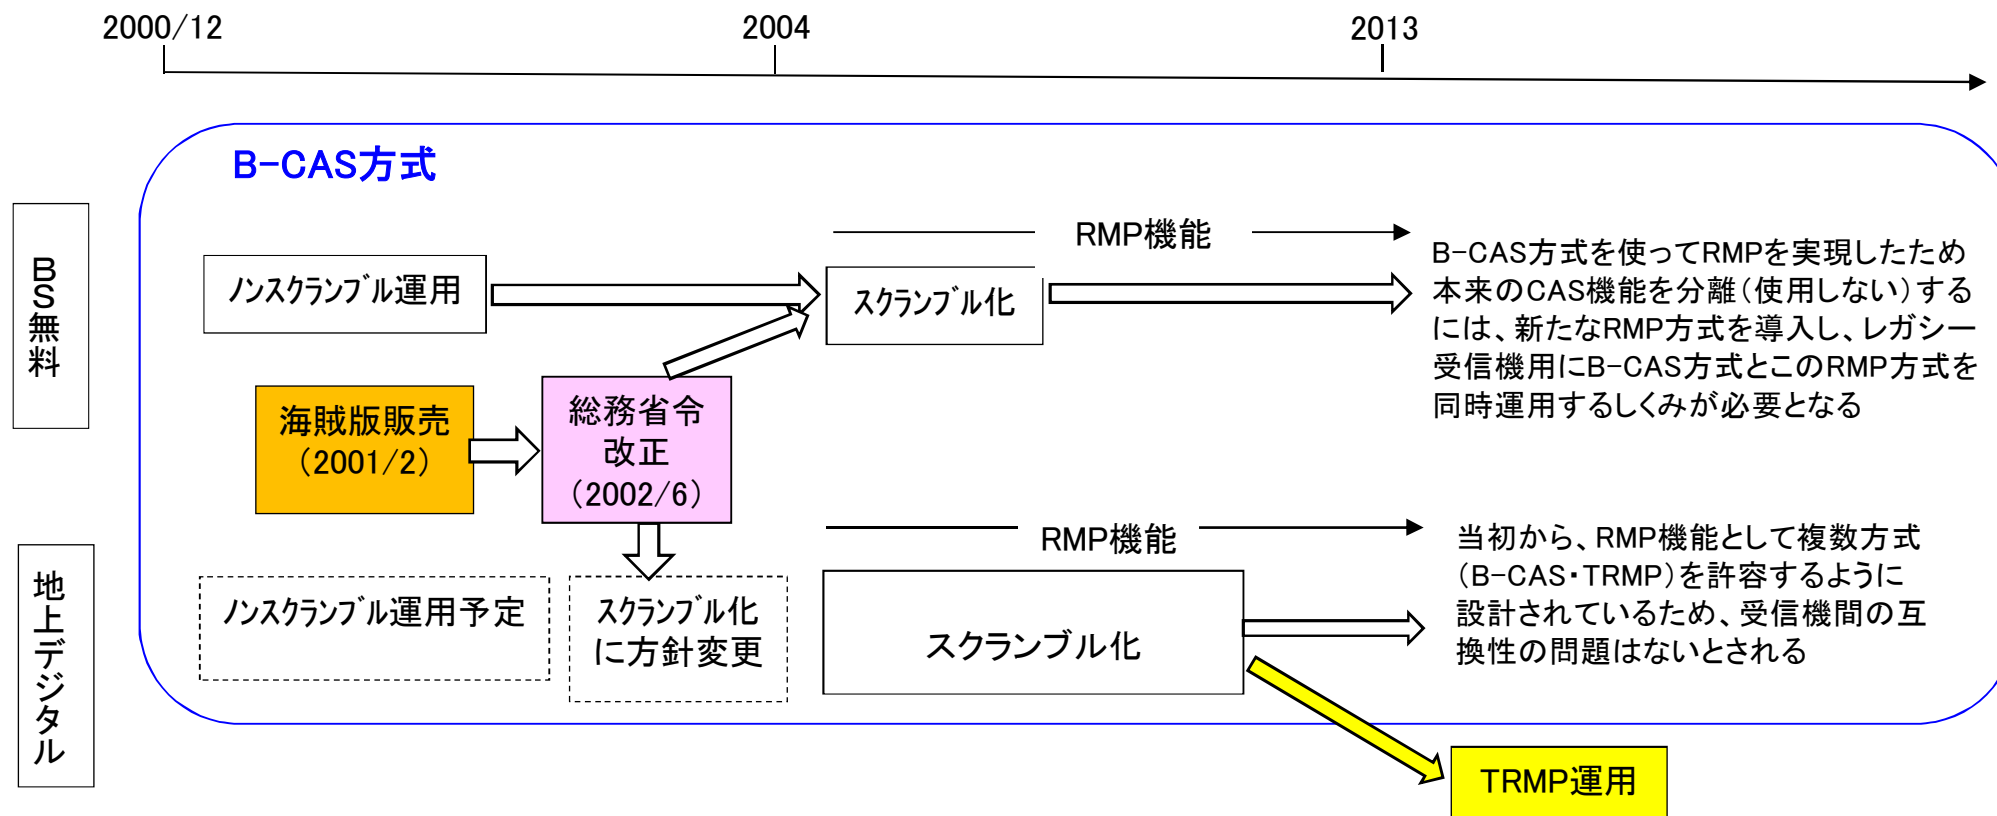 2000/12
2004
2013
B-CAS方式
BS無料
RMP機能
ノンスクランブル運用
スクランブル化
B-CAS方式を使ってRMPを実現したため
本来のCAS機能を分離(使用しない)する
には、新たなRMP方式を導入し、レガシー
受信機用にB-CAS方式とこのRMP方式を
同時運用するしくみが必要となる
海賊版販売
(2001/2)
総務省令
改正
(2002/6)
地上デジタル
RMP機能
ノンスクランブル運用予定
スクランブル化
に方針変更
スクランブル化
当初から、RMP機能として複数方式
(B-CAS・TRMP)を許容するように
設計されているため、受信機間の互
換性の問題はないとされる
TRMP運用